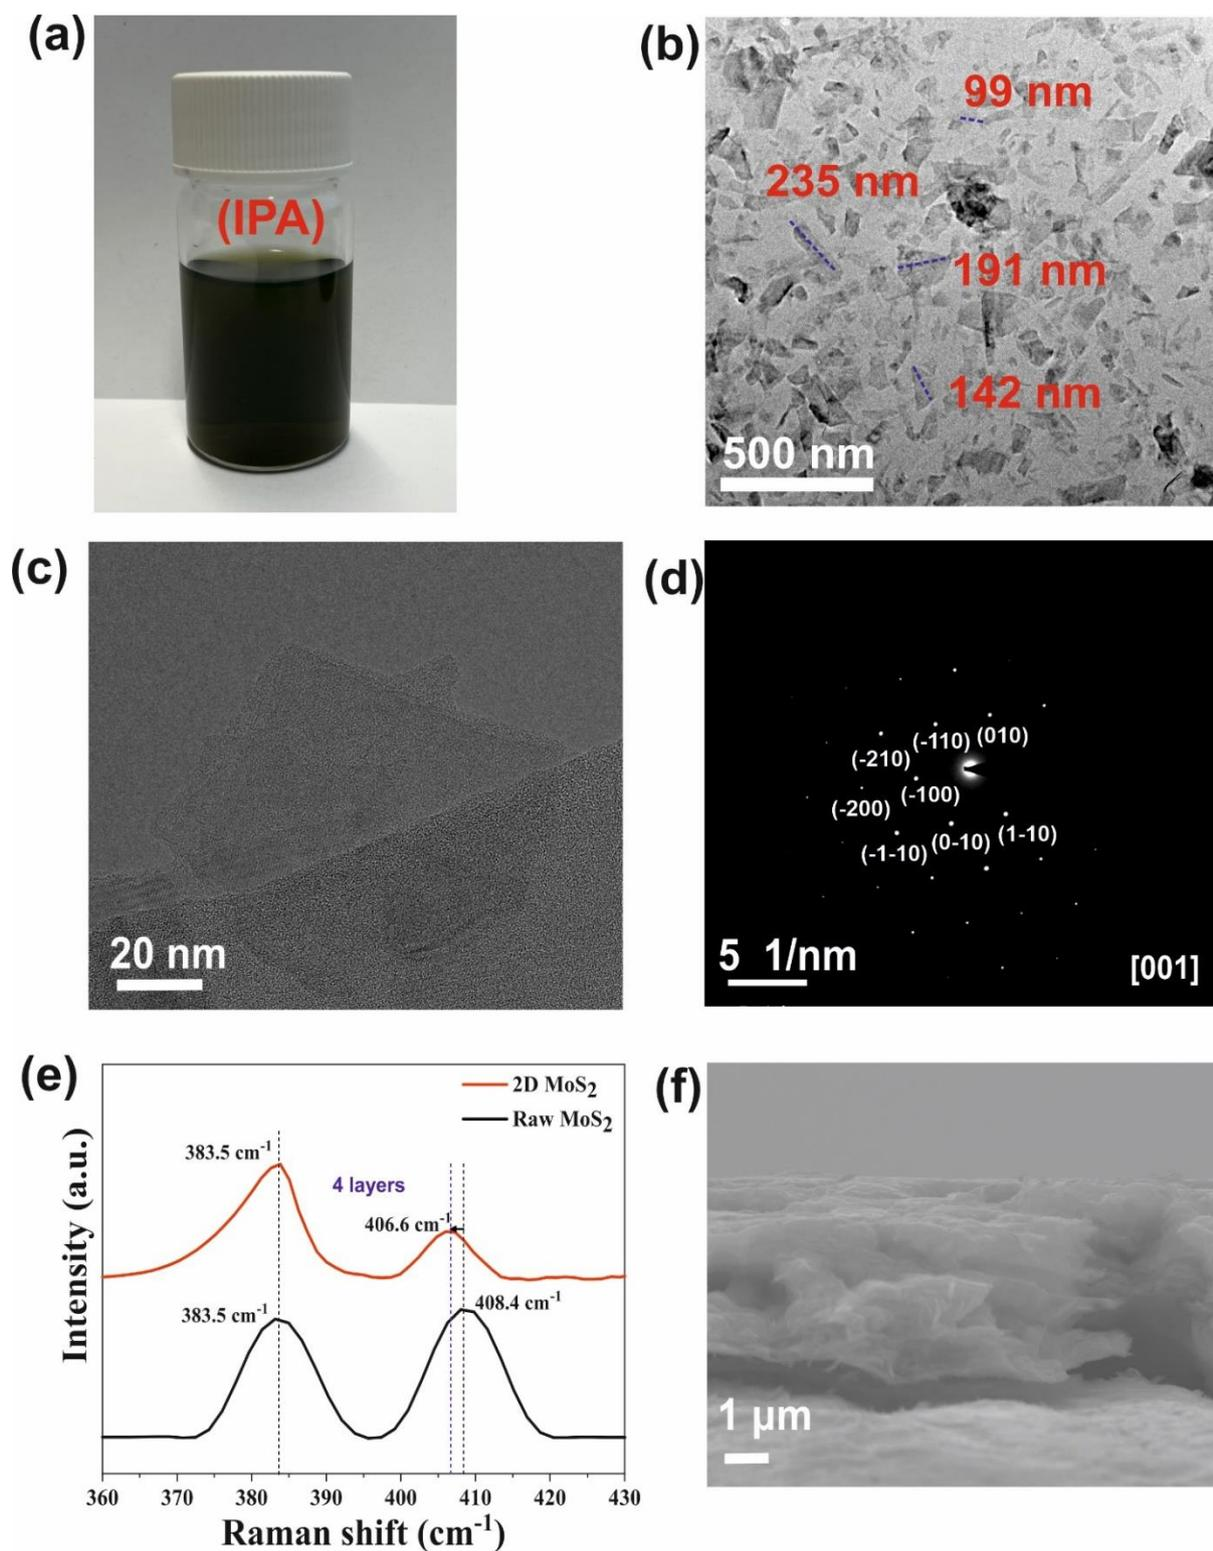 (a)
(IPA)
(b)
99 nm
235 nm
191 nm
142 nm
500 nm
(c)
20 nm
(d)
(-210)
(-110)
(010)
(-200)
(-100)
(-1-10)
(0-10)
(1-10)
5 1/nm
[001]
(e)
2D MoS2
Raw MoS2
383.5 cm-1
4 layers
406.6 cm-1
383.5 cm-1
408.4 cm-1
Intensity (a.u.)
360 370 380 390 400 410 420 430
Raman shift (cm-1)
(f)
1 μm